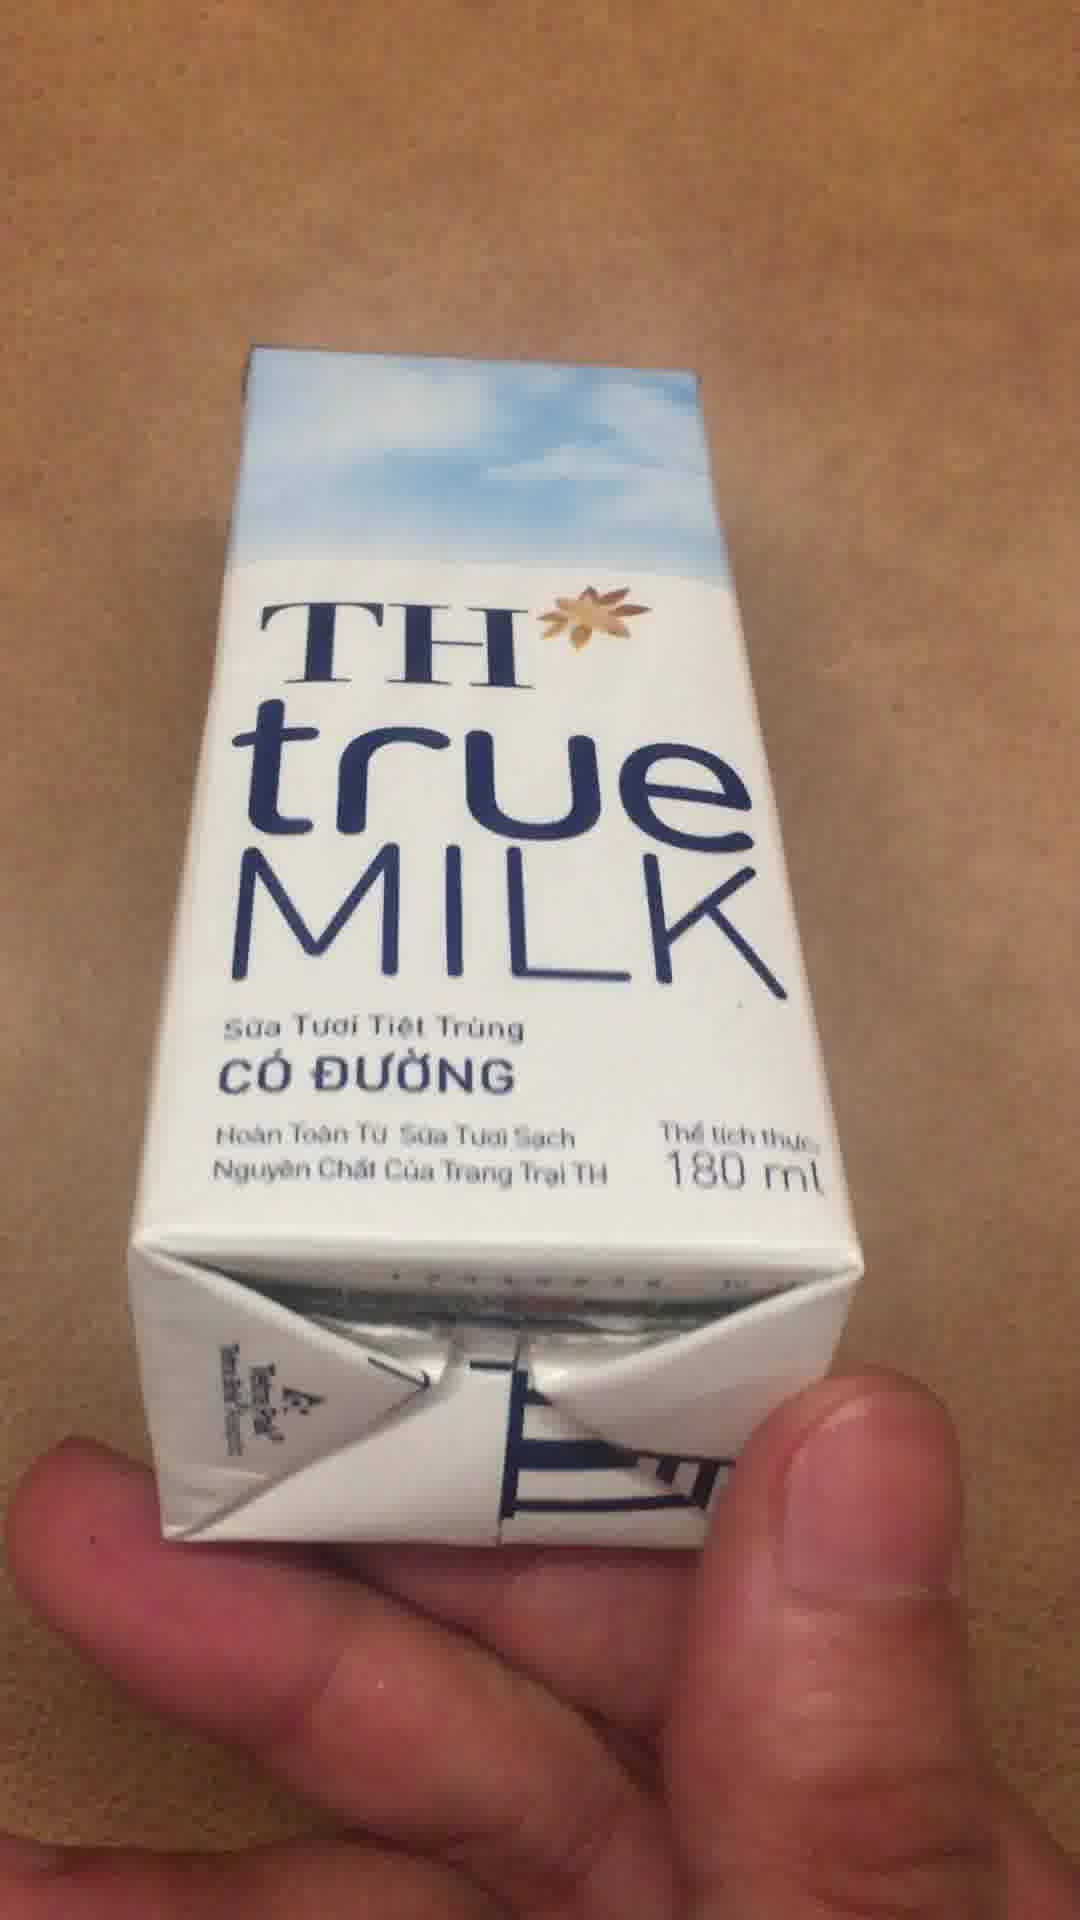 TH
true
MILK
Sữa Tươi Tiệt Trùng
CÓ ĐƯỜNG
Hoàn Toàn Từ Sữa Tươi Sạch
Nguyên Chất Của Trang Trại TH
Thể tích thực:
180 ml